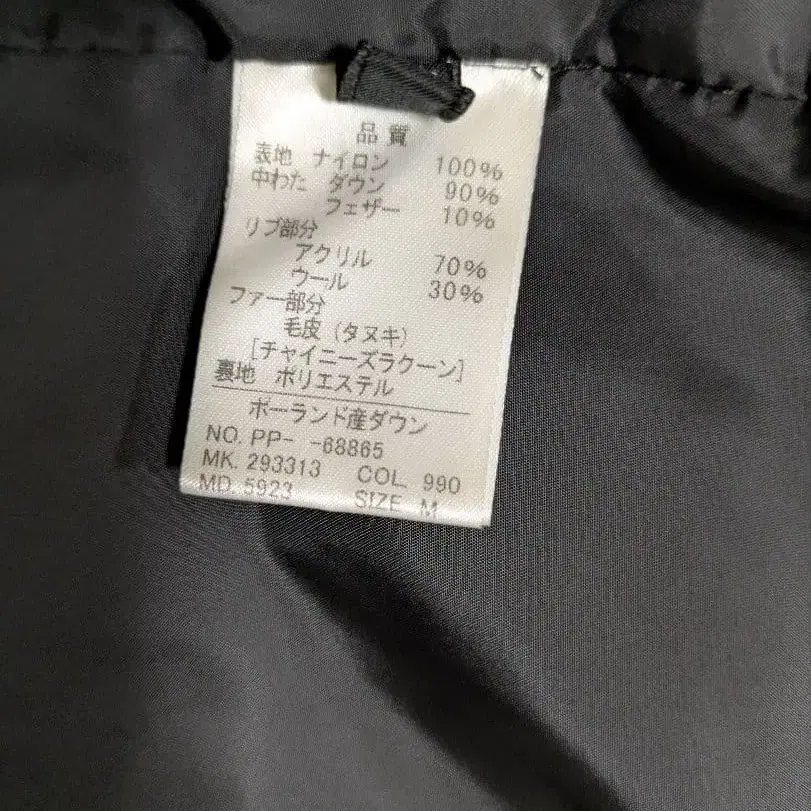 品質
表地 ナイロン 100%
中わた ダウン 90%
フェザー 10%
リブ部分
アクリル 70%
ウール 30%
ファー部分
毛皮 (タヌキ)
[チャイニーズラクーン]
裏地 ポリエステル
ポーランド産ダウン
NO. PP- -68865
MK. 293313 COL. 990
MD. 5923 SIZE M